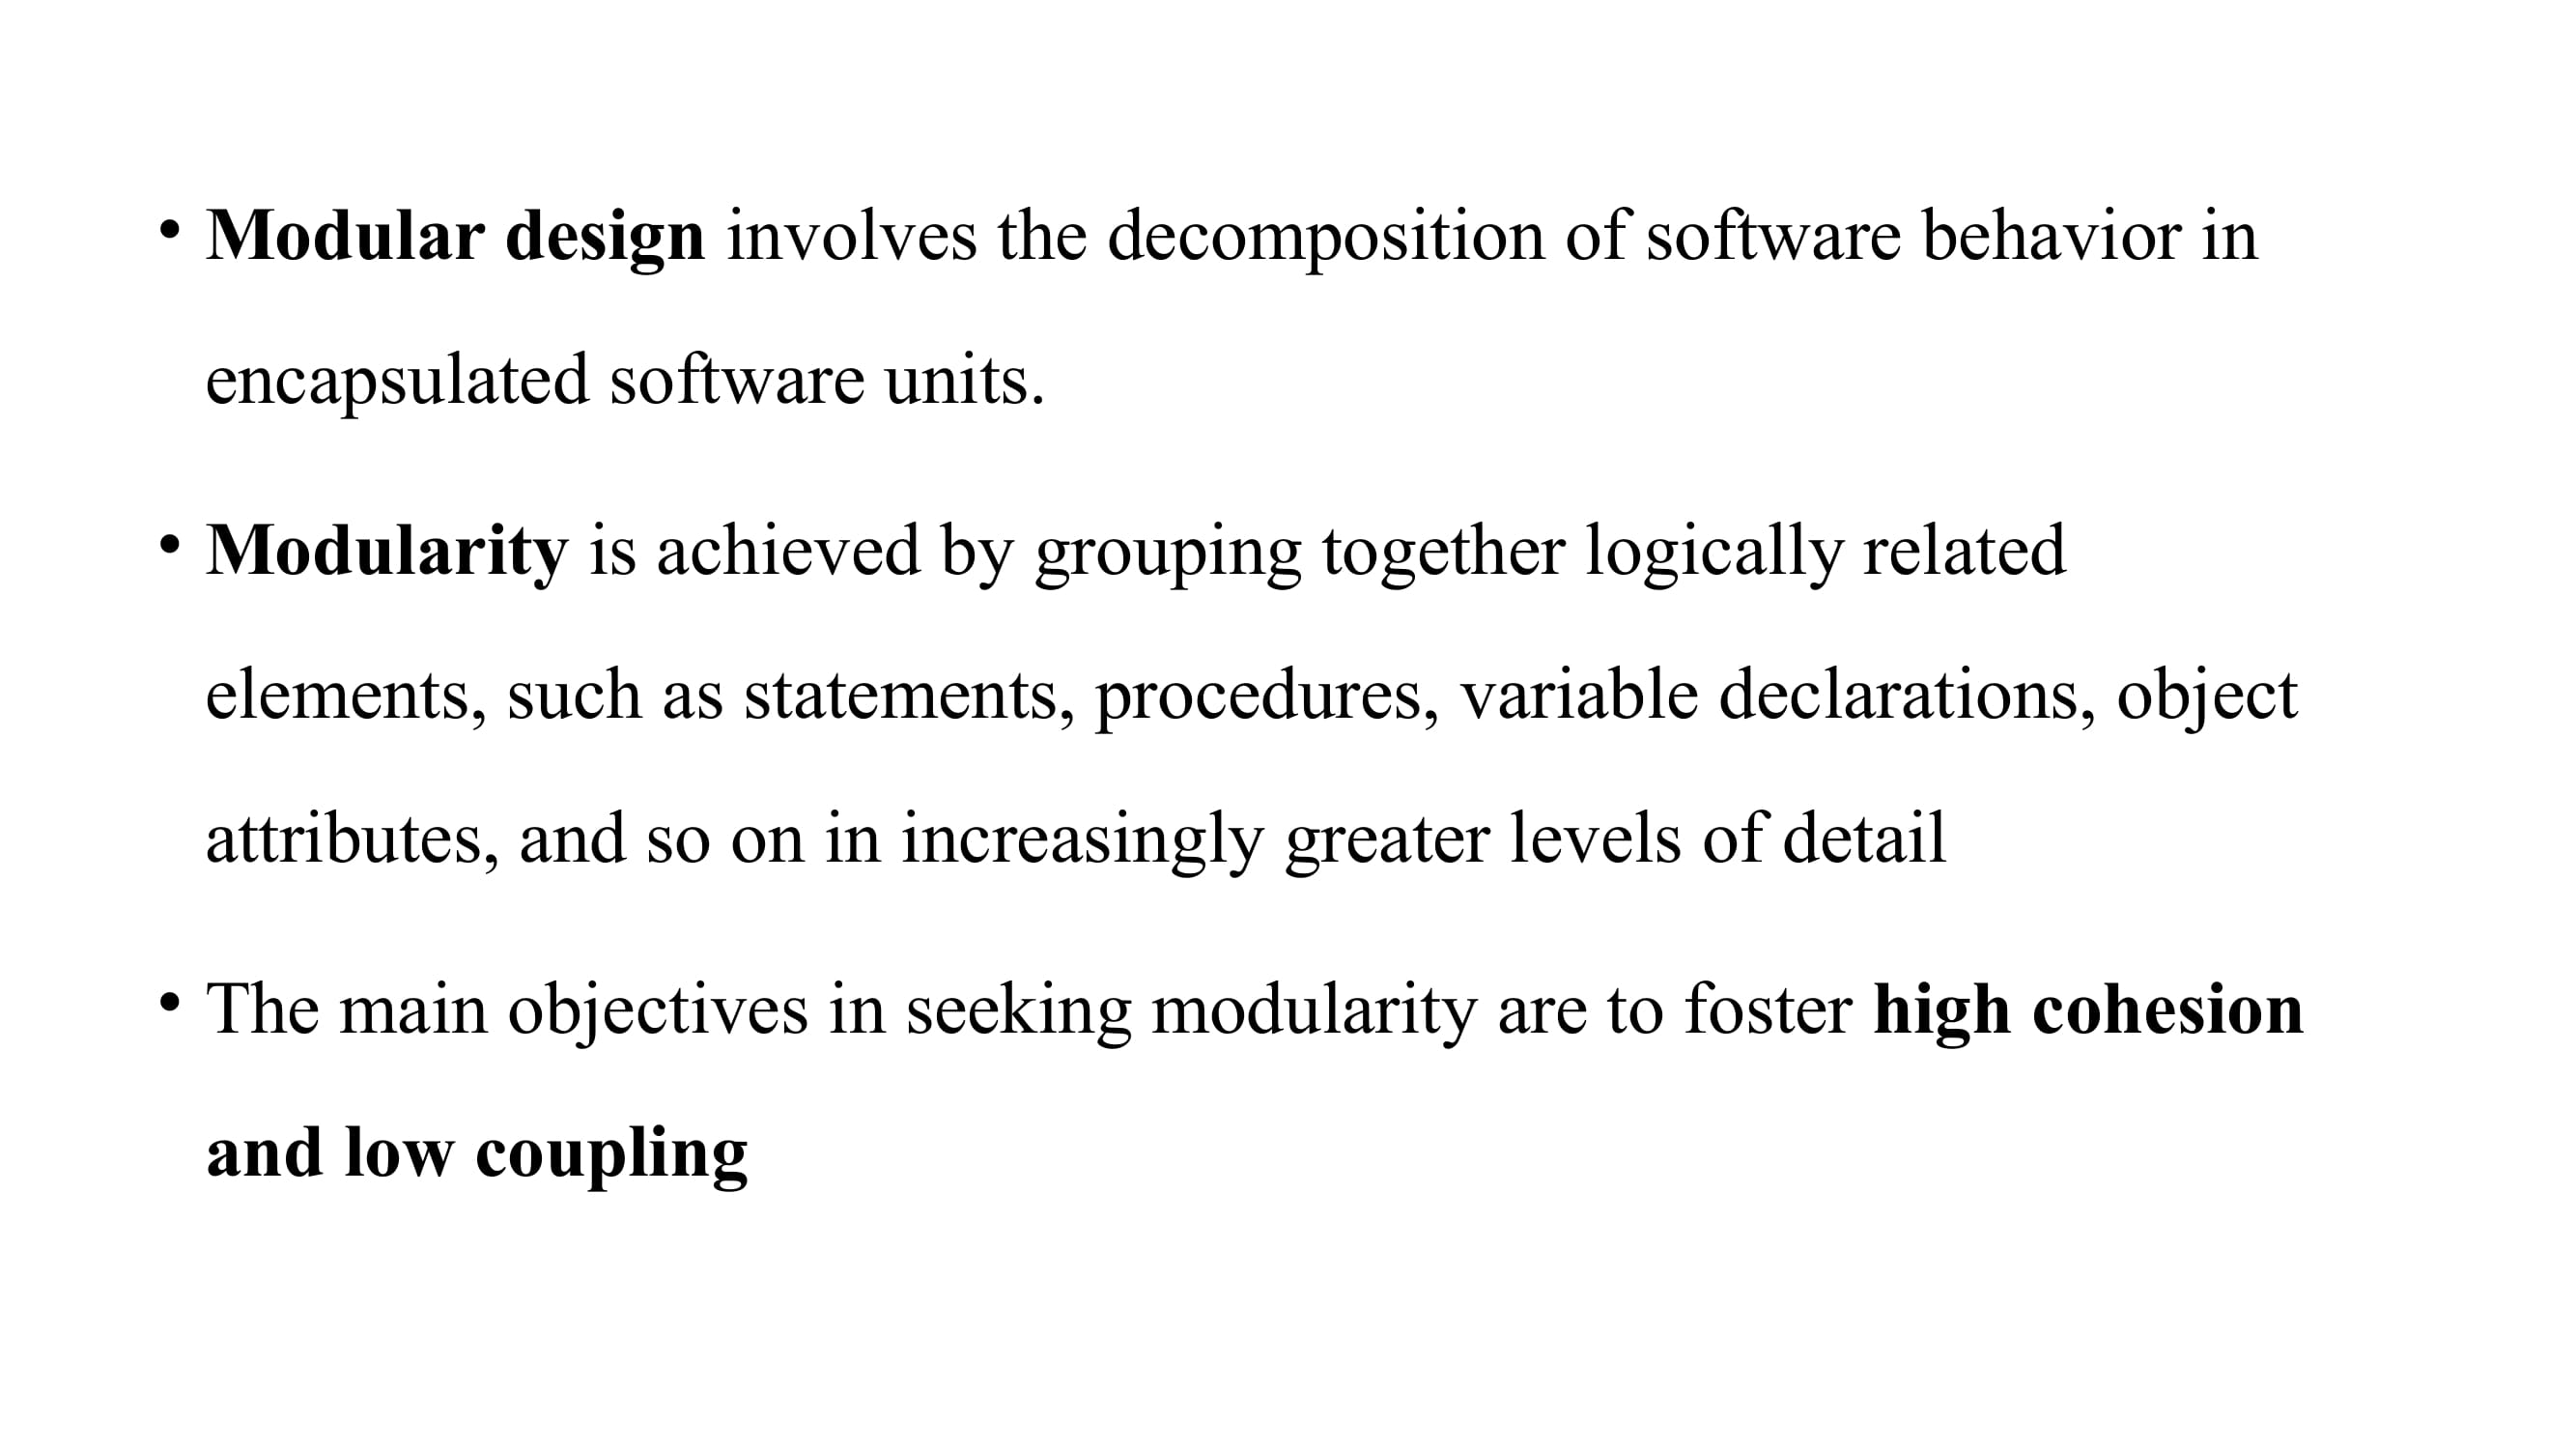 • Modular design involves the decomposition of software behavior in
encapsulated software units.
• Modularity is achieved by grouping together logically related
elements, such as statements, procedures, variable declarations, object
attributes, and so on in increasingly greater levels of detail
• The main objectives in seeking modularity are to foster high cohesion
and low coupling